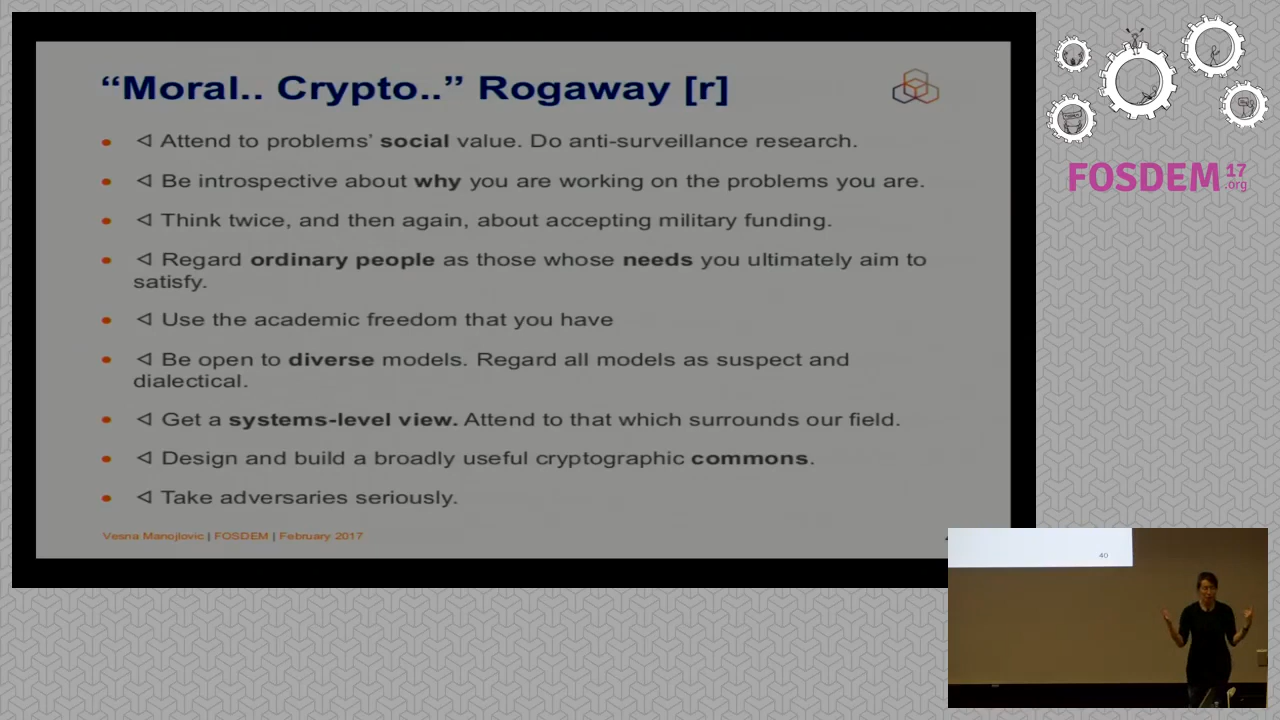 “Moral.. Crypto..” Rogaway [r]
ᐊ Attend to problems’ social value. Do anti-surveillance research.
ᐊ Be introspective about why you are working on the problems you are.
ᐊ Think twice, and then again, about accepting military funding.
ᐊ Regard ordinary people as those whose needs you ultimately aim to
satisfy.
ᐊ Use the academic freedom that you have
ᐊ Be open to diverse models. Regard all models as suspect and
dialectical.
ᐊ Get a systems-level view. Attend to that which surrounds our field.
ᐊ Design and build a broadly useful cryptographic commons.
ᐊ Take adversaries seriously.
Vesna Manojlovic | FOSDEM | February 2017
FOSDEM 17
.org
40